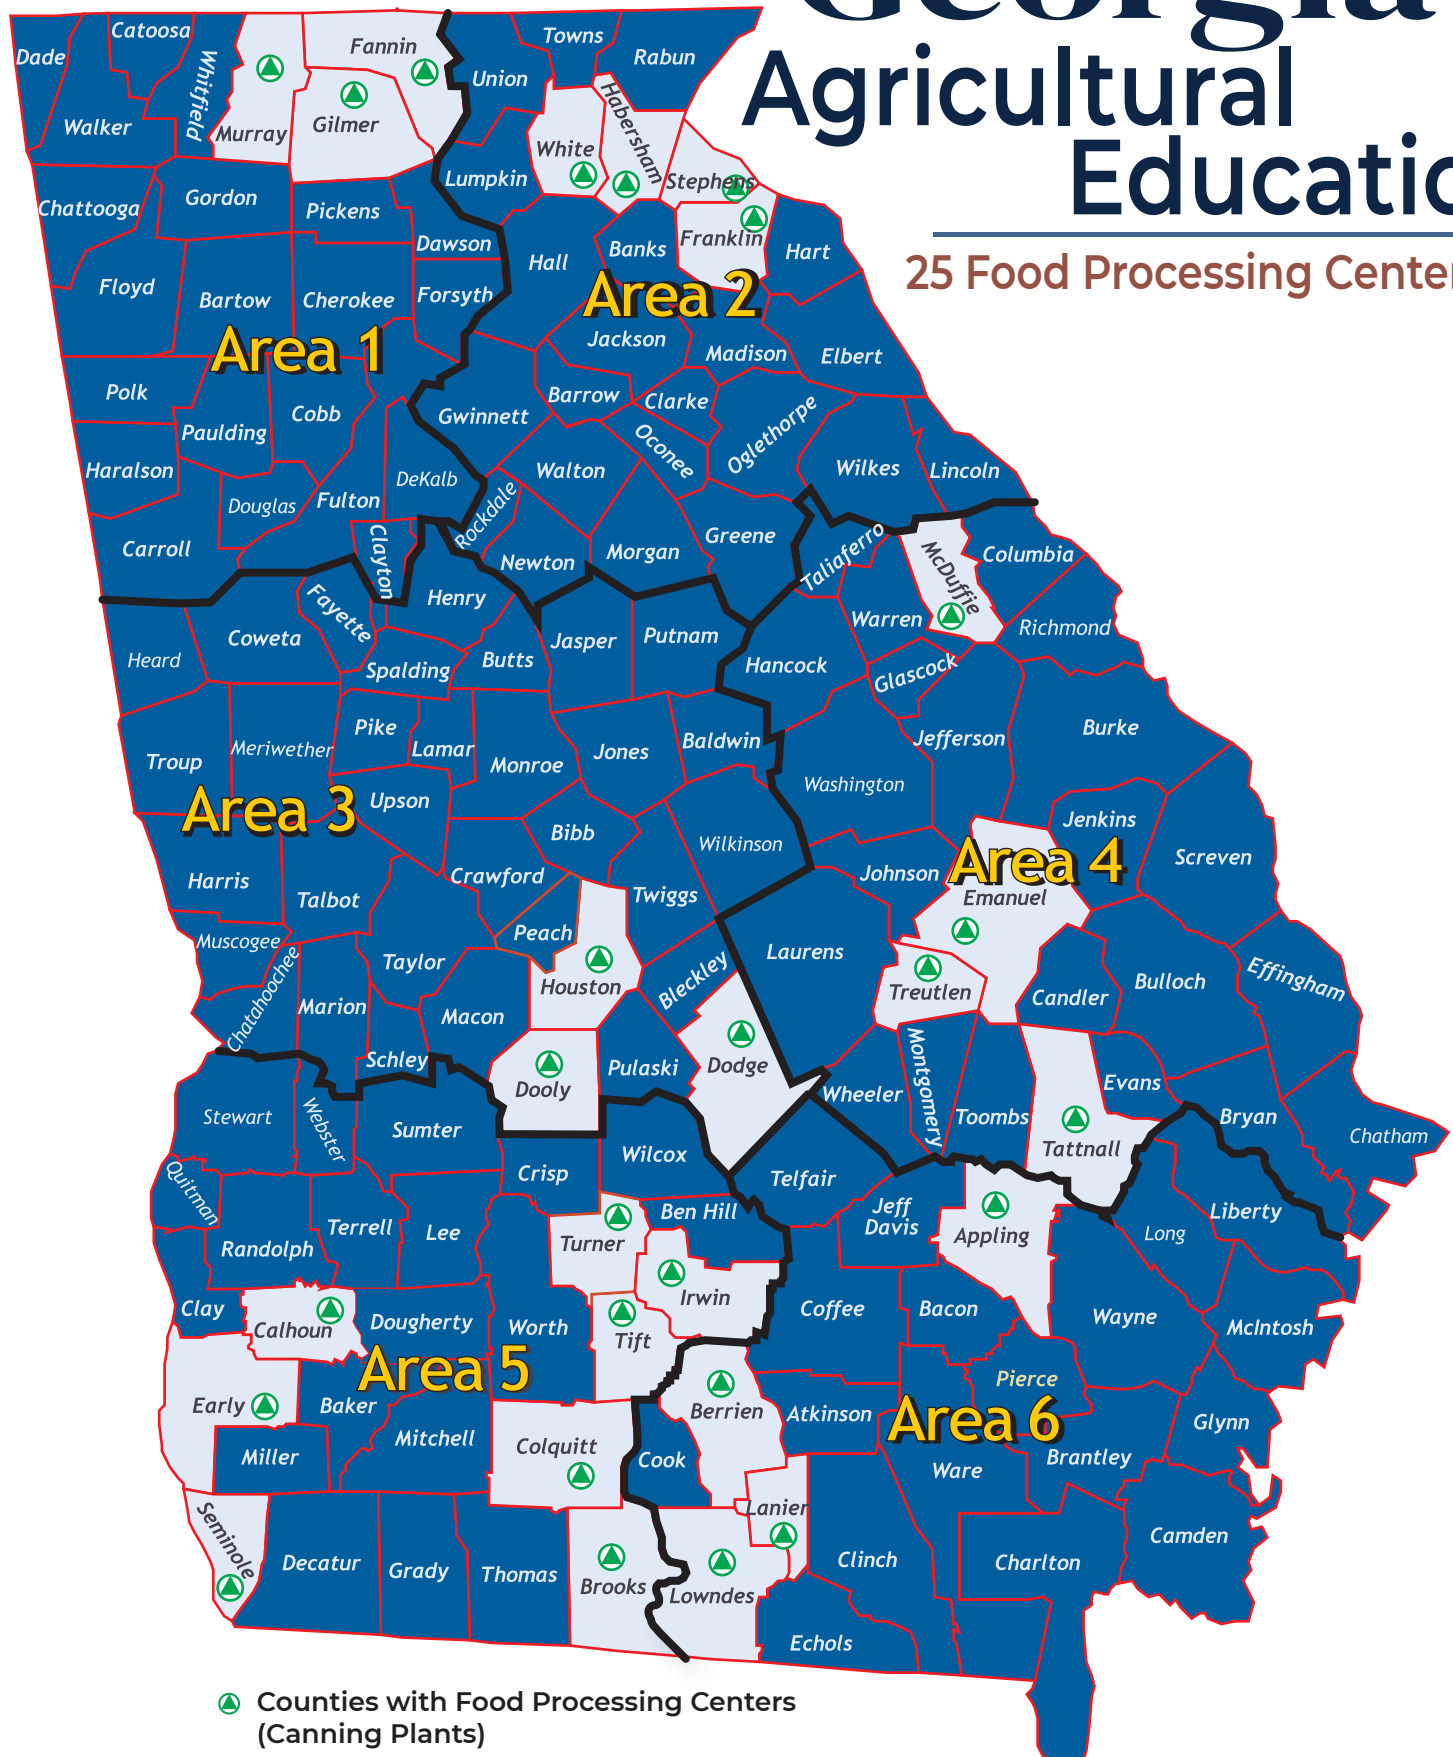 Georgia
Agricultural
Educatio
25 Food Processing Center
Dade
Catoosa
Whitfield
Walker
Murray
Fannin
Gilmer
Union
Towns
Rabun
White
Habersham
Stephens
Lumpkin
Chattooga
Gordon
Pickens
Dawson
Hall
Banks
Franklin
Hart
Floyd
Bartow
Cherokee
Forsyth
Area 2
Area 1
Jackson
Madison
Elbert
Polk
Paulding
Cobb
Gwinnett
Barrow
Clarke
Oconee
Oglethorpe
Wilkes
Lincoln
Haralson
Douglas
Fulton
DeKalb
Rockdale
Walton
Carroll
Clayton
Newton
Morgan
Greene
Taliaferro
McDuffie
Columbia
Henry
Fayette
Coweta
Heard
Spalding
Butts
Jasper
Putnam
Hancock
Warren
Glascock
Richmond
Troup
Meriwether
Pike
Lamar
Monroe
Jones
Baldwin
Washington
Jefferson
Burke
Area 3
Upson
Bibb
Wilkinson
Jenkins
Screven
Area 4
Harris
Talbot
Crawford
Twiggs
Johnson
Emanuel
Muscogee
Chatahoochee
Marion
Taylor
Peach
Houston
Bleckley
Laurens
Treutlen
Candler
Bulloch
Effingham
Macon
Schley
Dooly
Pulaski
Dodge
Wheeler
Montgomery
Toombs
Tattnall
Evans
Bryan
Chatham
Stewart
Webster
Sumter
Crisp
Wilcox
Telfair
Quitman
Randolph
Terrell
Lee
Turner
Ben Hill
Irwin
Jeff
Davis
Appling
Long
Liberty
Clay
Calhoun
Dougherty
Worth
Tift
Coffee
Bacon
Wayne
McIntosh
Area 5
Early
Baker
Mitchell
Miller
Colquitt
Cook
Berrien
Atkinson
Pierce
Area 6
Ware
Brantley
Glynn
Seminole
Decatur
Grady
Thomas
Brooks
Lowndes
Lanier
Clinch
Echols
Charlton
Camden
Counties with Food Processing Centers
(Canning Plants)